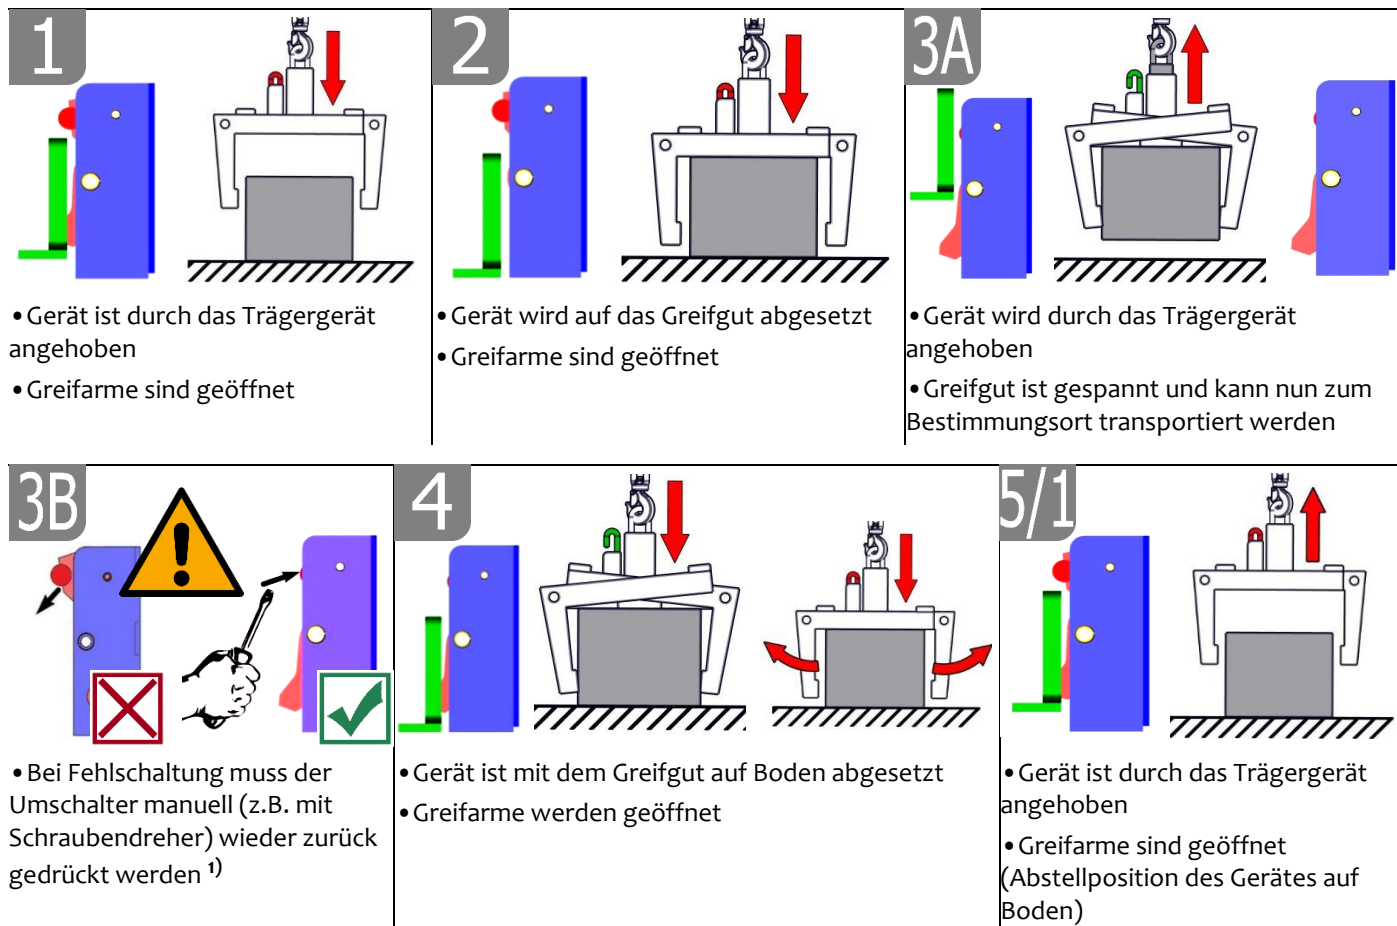 1
• Gerät ist durch das Trägergerät
angehoben
• Greifarme sind geöffnet
2
• Gerät wird auf das Greifgut abgesetzt
• Greifarme sind geöffnet
3A
• Gerät wird durch das Trägergerät
angehoben
• Greifgut ist gespannt und kann nun zum
Bestimmungsort transportiert werden
3B
• Bei Fehlschaltung muss der
Umschalter manuell (z.B. mit
Schraubendreher) wieder zurück
gedrückt werden ¹⁾
4
• Gerät ist mit dem Greifgut auf Boden abgesetzt
• Greifarme werden geöffnet
5/1
• Gerät ist durch das Trägergerät
angehoben
• Greifarme sind geöffnet
(Abstellposition des Gerätes auf
Boden)